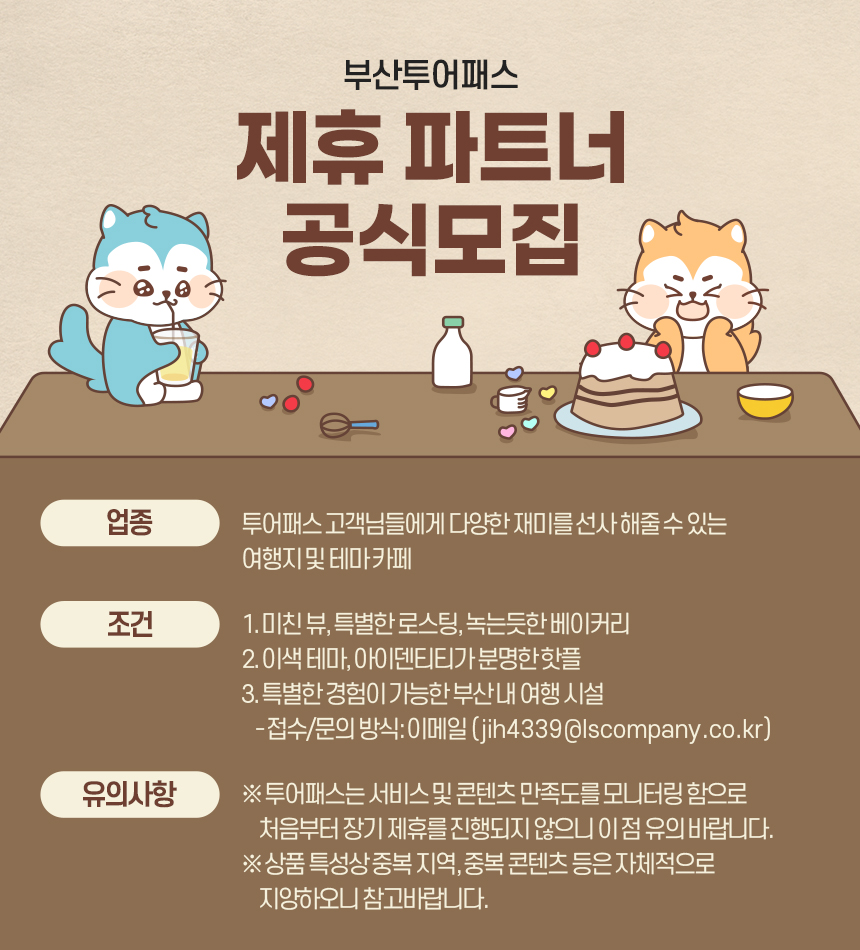 부산투어패스
제휴 파트너
공식모집
업종
투어패스 고객님들에게 다양한 재미를 선사 해줄 수 있는
여행지 및 테마 카페
조건
1. 미친 뷰, 특별한 로스팅, 녹는듯한 베이커리
2. 이색 테마, 아이덴티티가 분명한 핫플
3. 특별한 경험이 가능한 부산 내 여행 시설
- 접수/문의 방식 : 이메일 (jih4339@lscompany.co.kr)
유의사항
※ 투어패스는 서비스 및 콘텐츠 만족도를 모니터링 함으로
처음부터 장기 제휴를 진행되지 않으니 이 점 유의 바랍니다.
※ 상품 특성상 중복 지역, 중복 콘텐츠 등은 자체적으로
지양하오니 참고바랍니다.